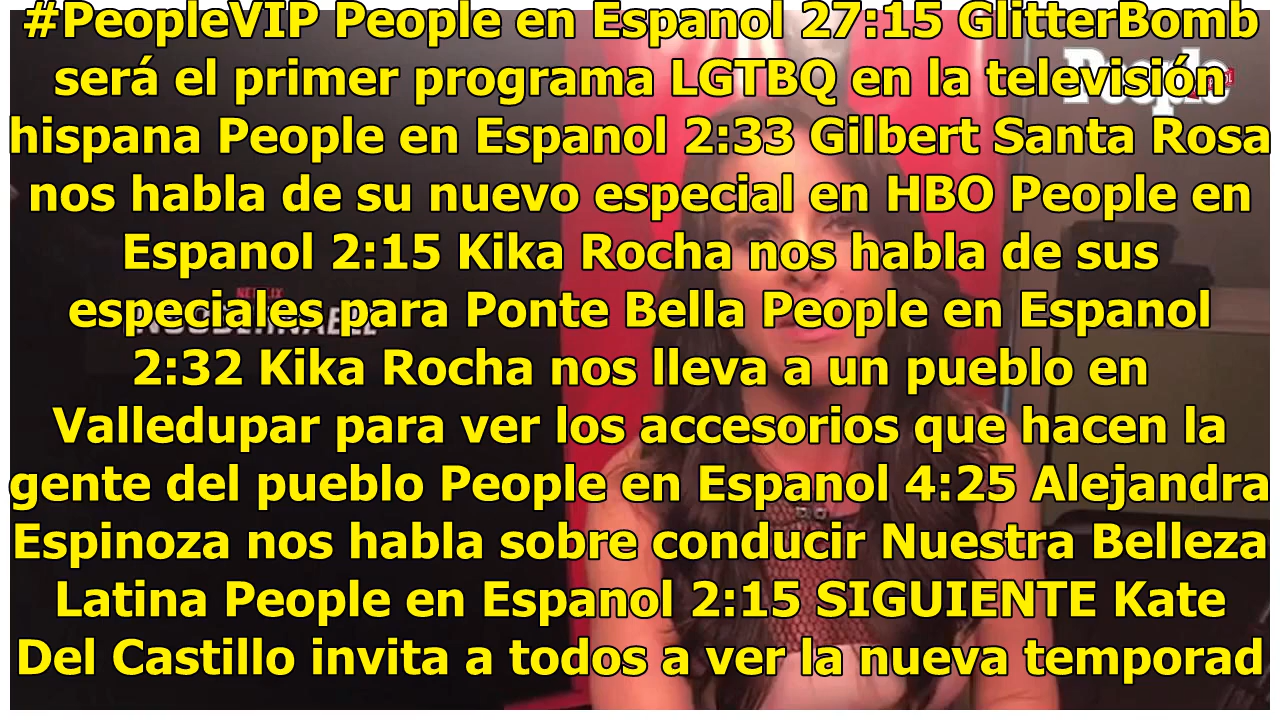 #PeopleVIP People en Espanol 27:15 GlitterBomb
será el primer programa LGTBQ en la televisión
hispana People en Espanol 2:33 Gilbert Santa Rosa
nos habla de su nuevo especial en HBO People en
Espanol 2:15 Kika Rocha nos habla de sus
especiales para Ponte Bella People en Espanol
2:32 Kika Rocha nos lleva a un pueblo en
Valledupar para ver los accesorios que hacen la
gente del pueblo People en Espanol 4:25 Alejandra
Espinoza nos habla sobre conducir Nuestra Belleza
Latina People en Espanol 2:15 SIGUIENTE Kate
Del Castillo invita a todos a ver la nueva temporad
People
NETFLIX